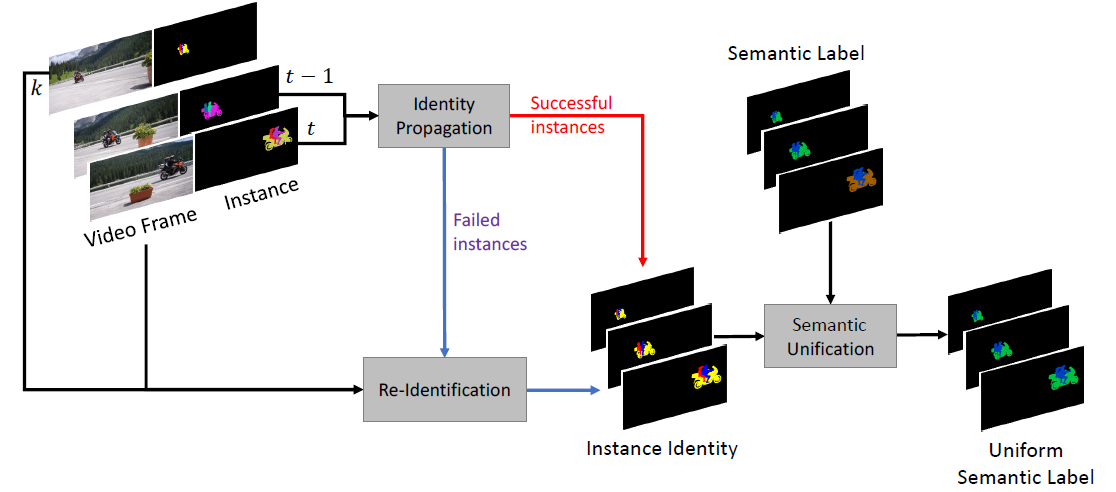 Semantic Label
k
t − 1
t
Identity
Propagation
Successful
instances
Instance
Video Frame
Failed
instances
Semantic
Unification
Re-Identification
Instance Identity
Uniform
Semantic Label